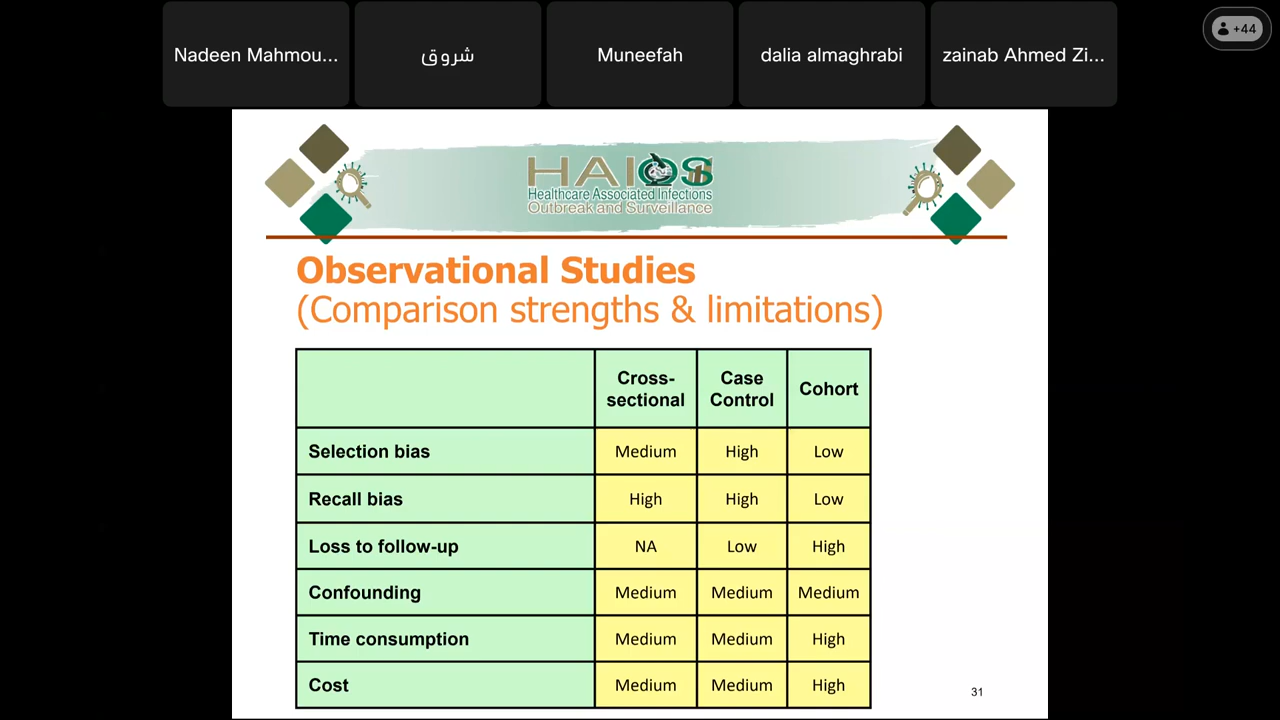 Nadeen Mahmou...
شروق
Muneefah
dalia almaghrabi
zainab Ahmed Zi...
+44
HAIOS
Healthcare Associated Infections
Outbreak and Surveillance
Observational Studies
(Comparison strengths & limitations)
Cross-sectional Case Control Cohort
Selection bias Medium High Low
Recall bias High High Low
Loss to follow-up NA Low High
Confounding Medium Medium Medium
Time consumption Medium Medium High
Cost Medium Medium High
31